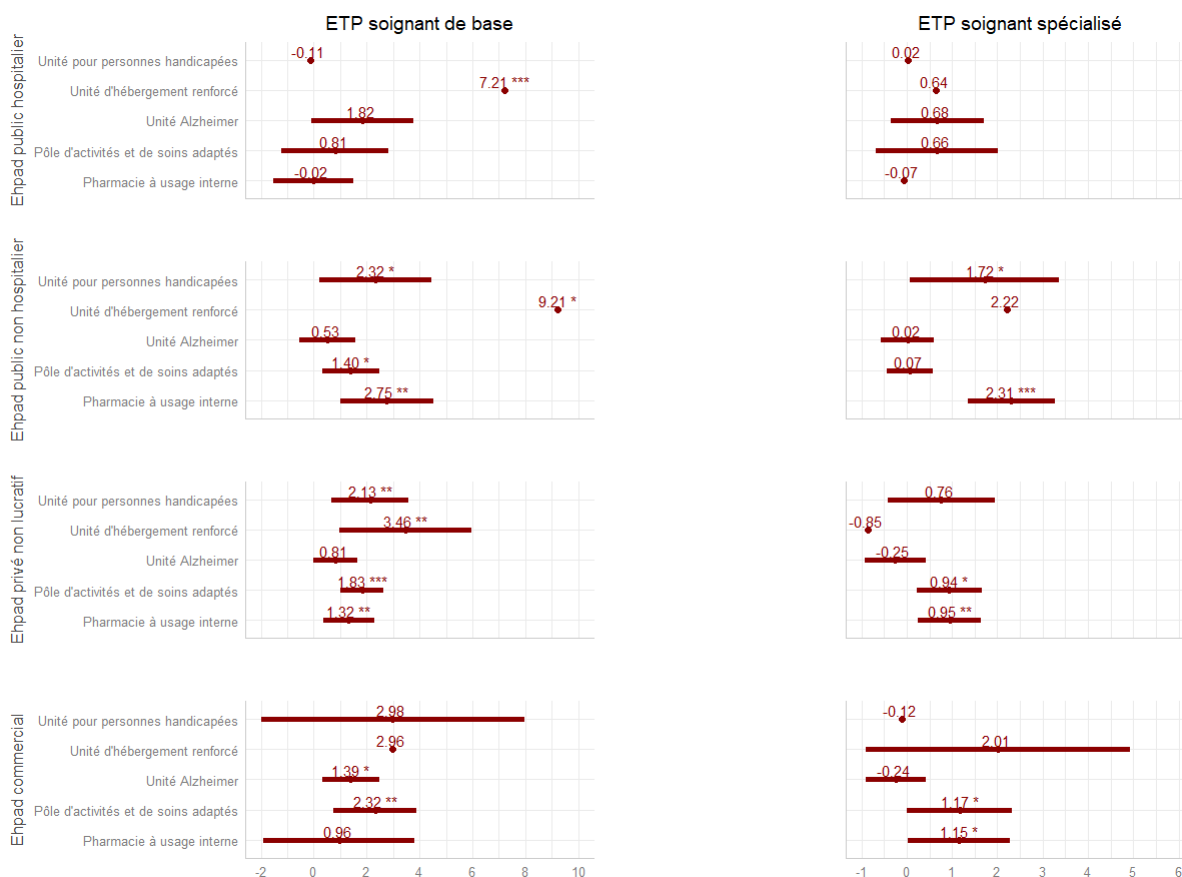 ETP soignant de base
ETP soignant spécialisé
Ehpad public hospitalier
Unité pour personnes handicapées
-0.11
0.02
Unité d'hébergement renforcé
7.21 ***
0.64
Unité Alzheimer
1.82
0.68
Pôle d'activités et de soins adaptés
0.81
0.66
Pharmacie à usage interne
-0.02
-0.07
Ehpad public non hospitalier
Unité pour personnes handicapées
2.32 *
1.72 *
Unité d'hébergement renforcé
9.21 *
2.22
Unité Alzheimer
0.53
0.02
Pôle d'activités et de soins adaptés
1.40 *
0.07
Pharmacie à usage interne
2.75 **
2.31 ***
Ehpad privé non lucratif
Unité pour personnes handicapées
2.13 **
0.76
Unité d'hébergement renforcé
3.46 **
-0.85
Unité Alzheimer
0.81
-0.25
Pôle d'activités et de soins adaptés
1.83 ***
0.94 *
Pharmacie à usage interne
1.32 **
0.95 **
Ehpad commercial
Unité pour personnes handicapées
2.98
-0.12
Unité d'hébergement renforcé
2.96
2.01
Unité Alzheimer
1.39 *
-0.24
Pôle d'activités et de soins adaptés
2.32 **
1.17 *
Pharmacie à usage interne
0.96
1.15 *
-2 0 2 4 6 8 10
-1 0 1 2 3 4 5 6